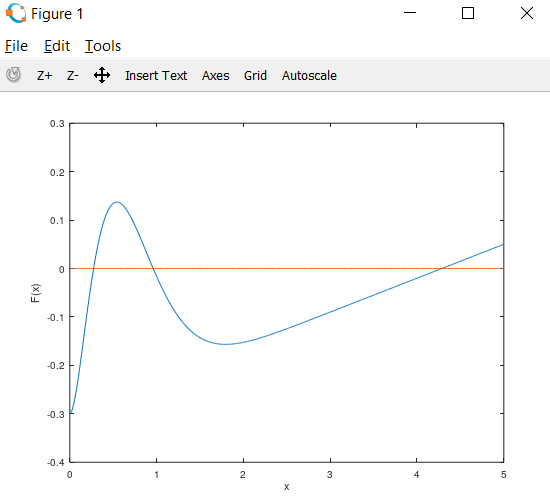 Figure 1
File Edit Tools
Z+ Z- Insert Text Axes Grid Autoscale
0.3
0.2
0.1
0
-0.1
-0.2
-0.3
-0.4
F(x)
0 1 2 3 4 5
x